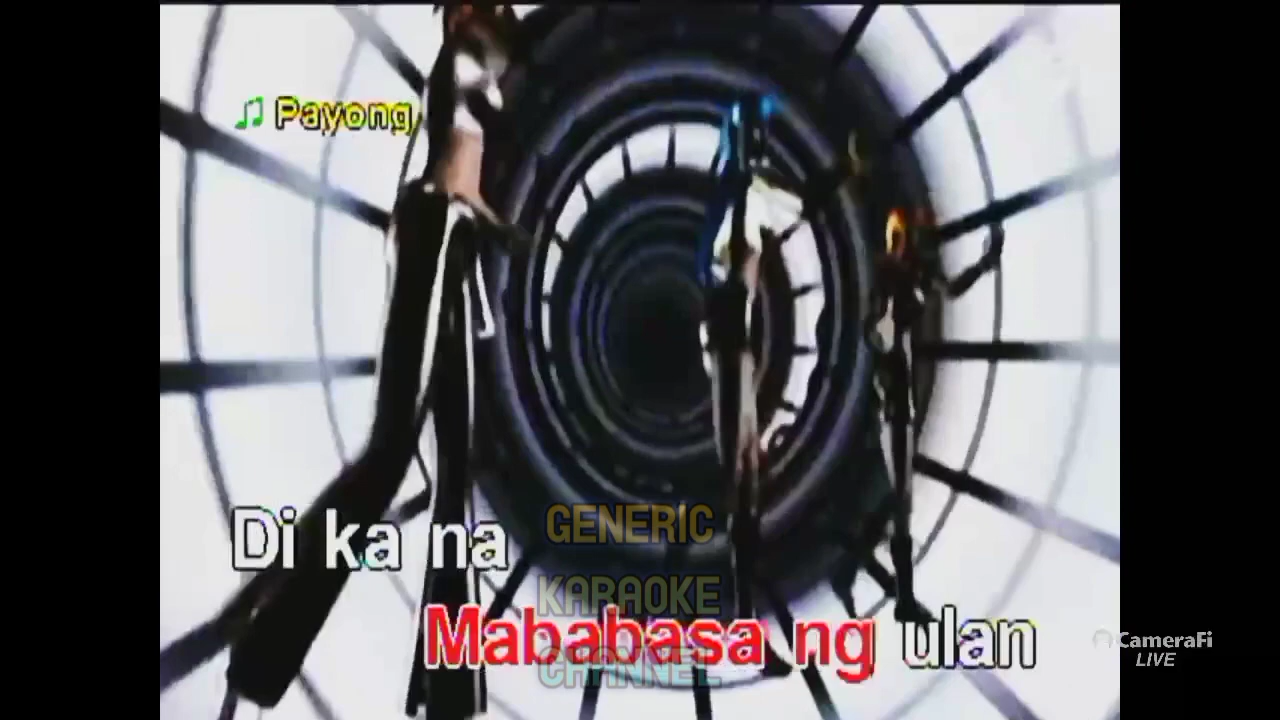 ♫ Payong
Di ka na
GENERIC
KARAOKE
Mababasa ng ulan
CHANNEL
CameraFi
LIVE